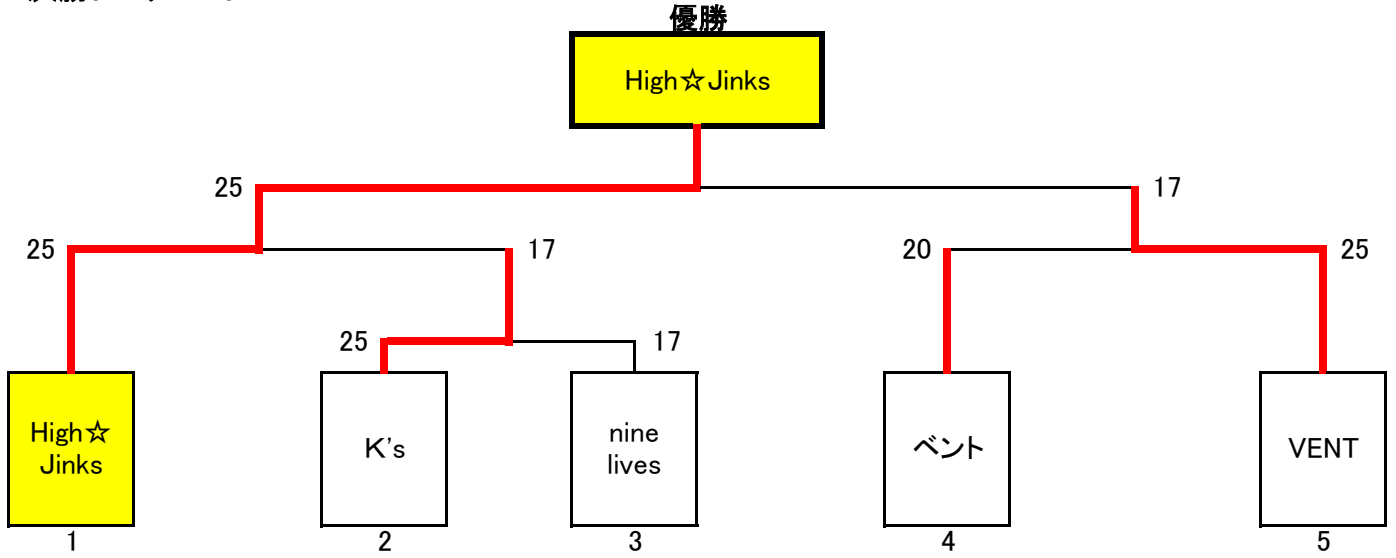 優勝
High☆Jinks
25
17
25
17
20
25
25
17
High☆
Jinks
K's
nine
lives
ベント
VENT
1
2
3
4
5